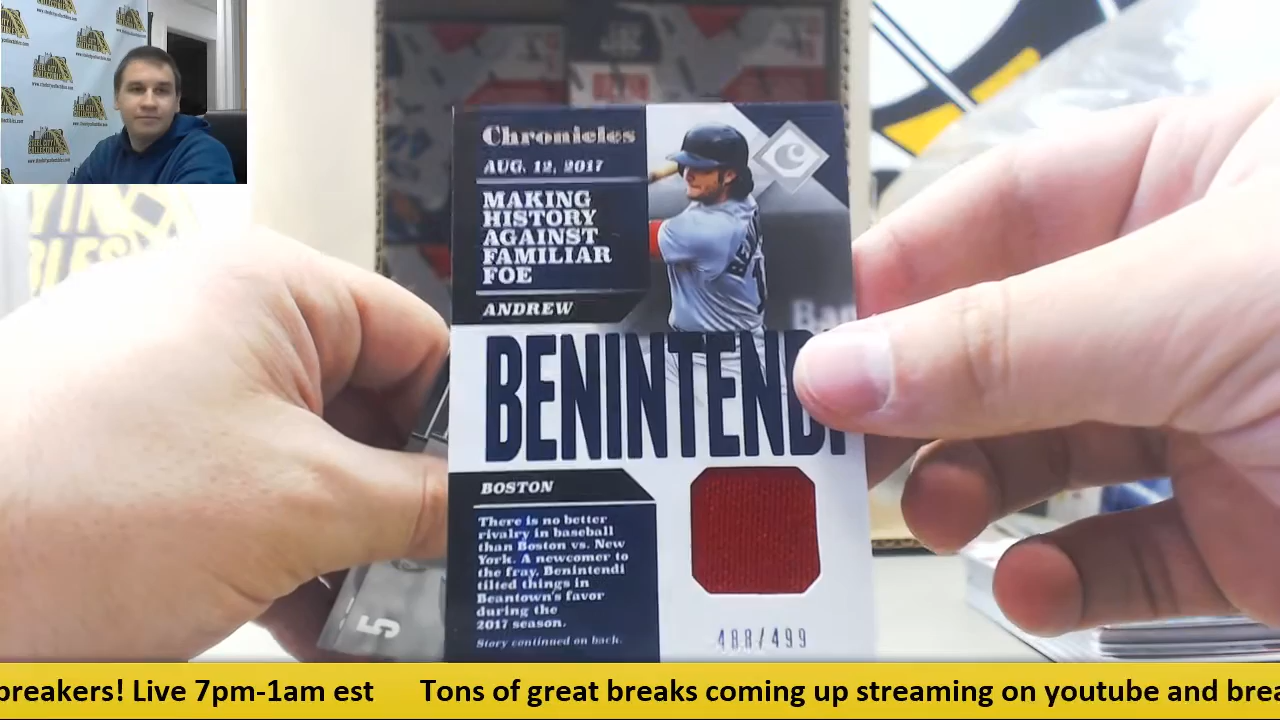 Chronicles
AUG. 12, 2017
MAKING
HISTORY
AGAINST
FAMILIAR
FOE
ANDREW
BENINTENDI
BOSTON
There is no better
rivalry in baseball
than Boston vs. New
York. A newcomer to
the fray, Benintendi
tilted things in
Beantown's favor
during the
2017 season.
Story continued on back.
488/499
5
breakers! Live 7pm-1am est
Tons of great breaks coming up streaming on youtube and brea